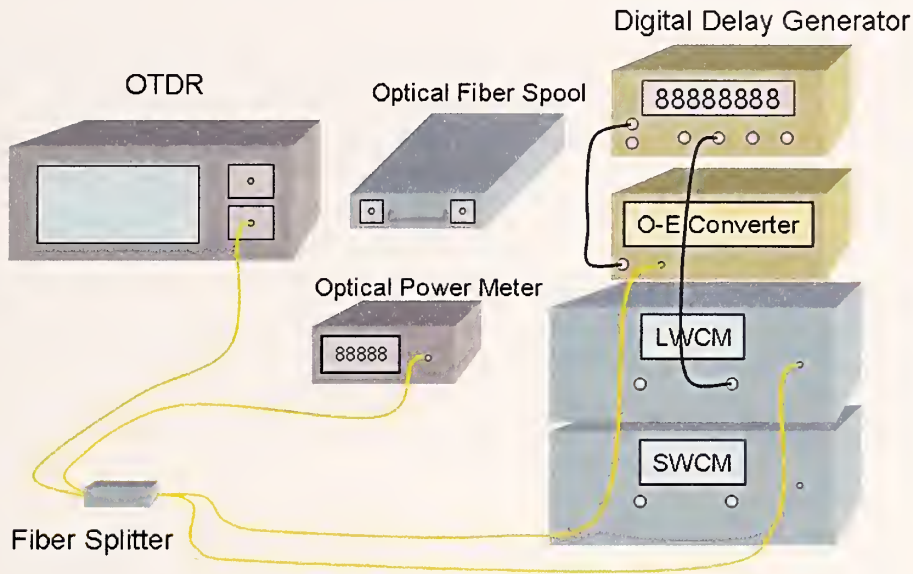 Digital Delay Generator
OTDR
Optical Fiber Spool
88888888
O-E Converter
Optical Power Meter
88888
LWCM
SWCM
Fiber Splitter